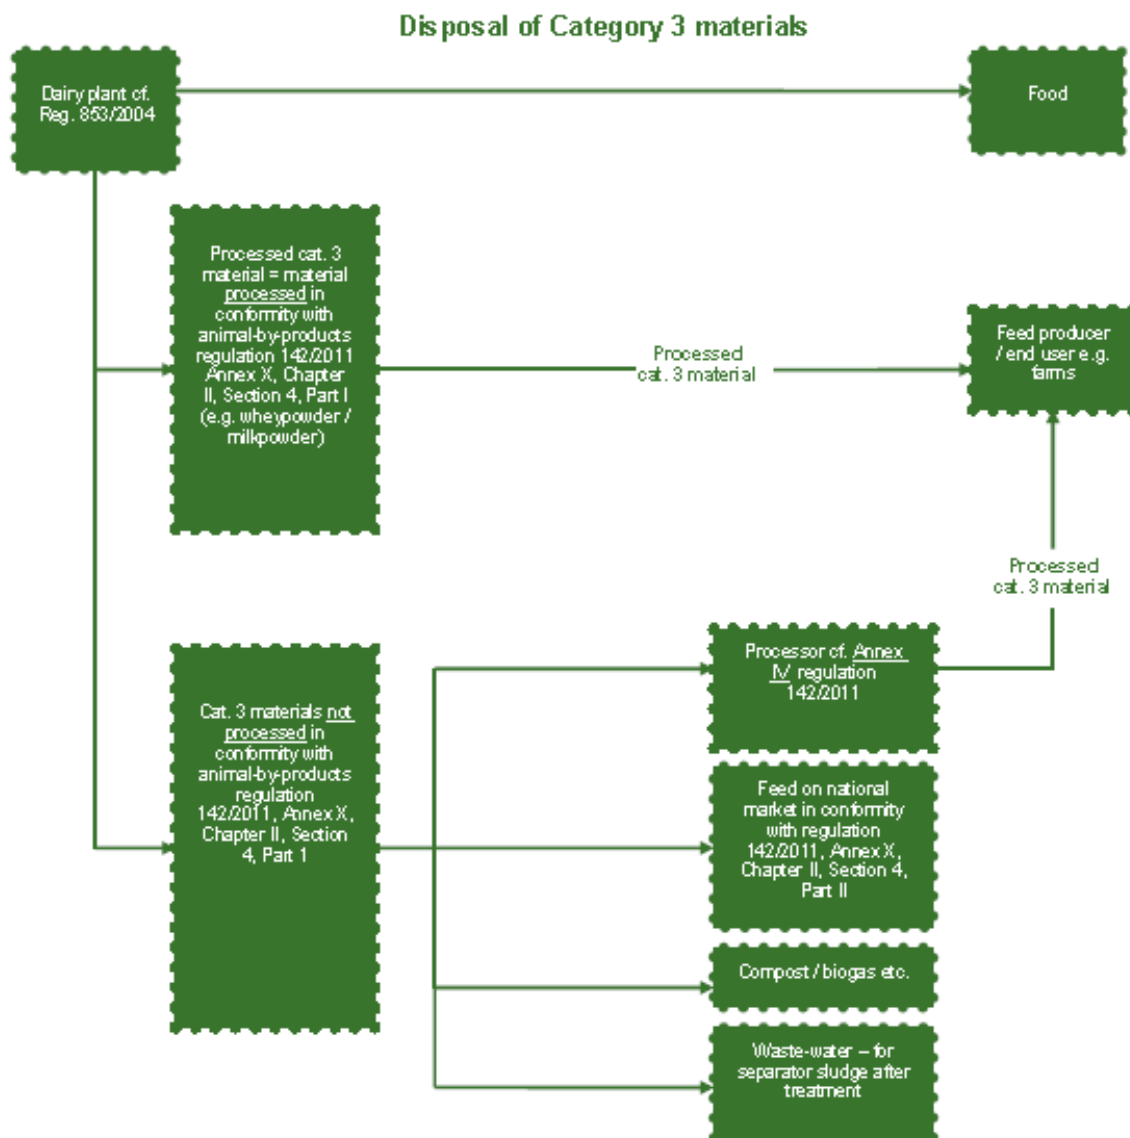 Disposal of Category 3 materials
Dairy plant cf.
Reg. 853/2004
Food
Processed cat. 3
material = material
processed in
conformity with
animal-by-products
regulation 142/2011
Annex X, Chapter
II, Section 4, Part I
(e.g. wheypowder /
milkpowder)
Processed
cat. 3 material
Feed producer
/ end user e.g.
farms
Processed
cat. 3 material
Cat. 3 materials not
processed in
conformity with
animal-by-products
regulation
142/2011, Annex X,
Chapter II, Section
4, Part 1
Processor cf. Annex
IV regulation
142/2011
Feed on national
market in conformity
with regulation
142/2011, Annex X,
Chapter II, Section 4,
Part II
Compost / biogas etc.
Waste-water – for
separator sludge after
treatment